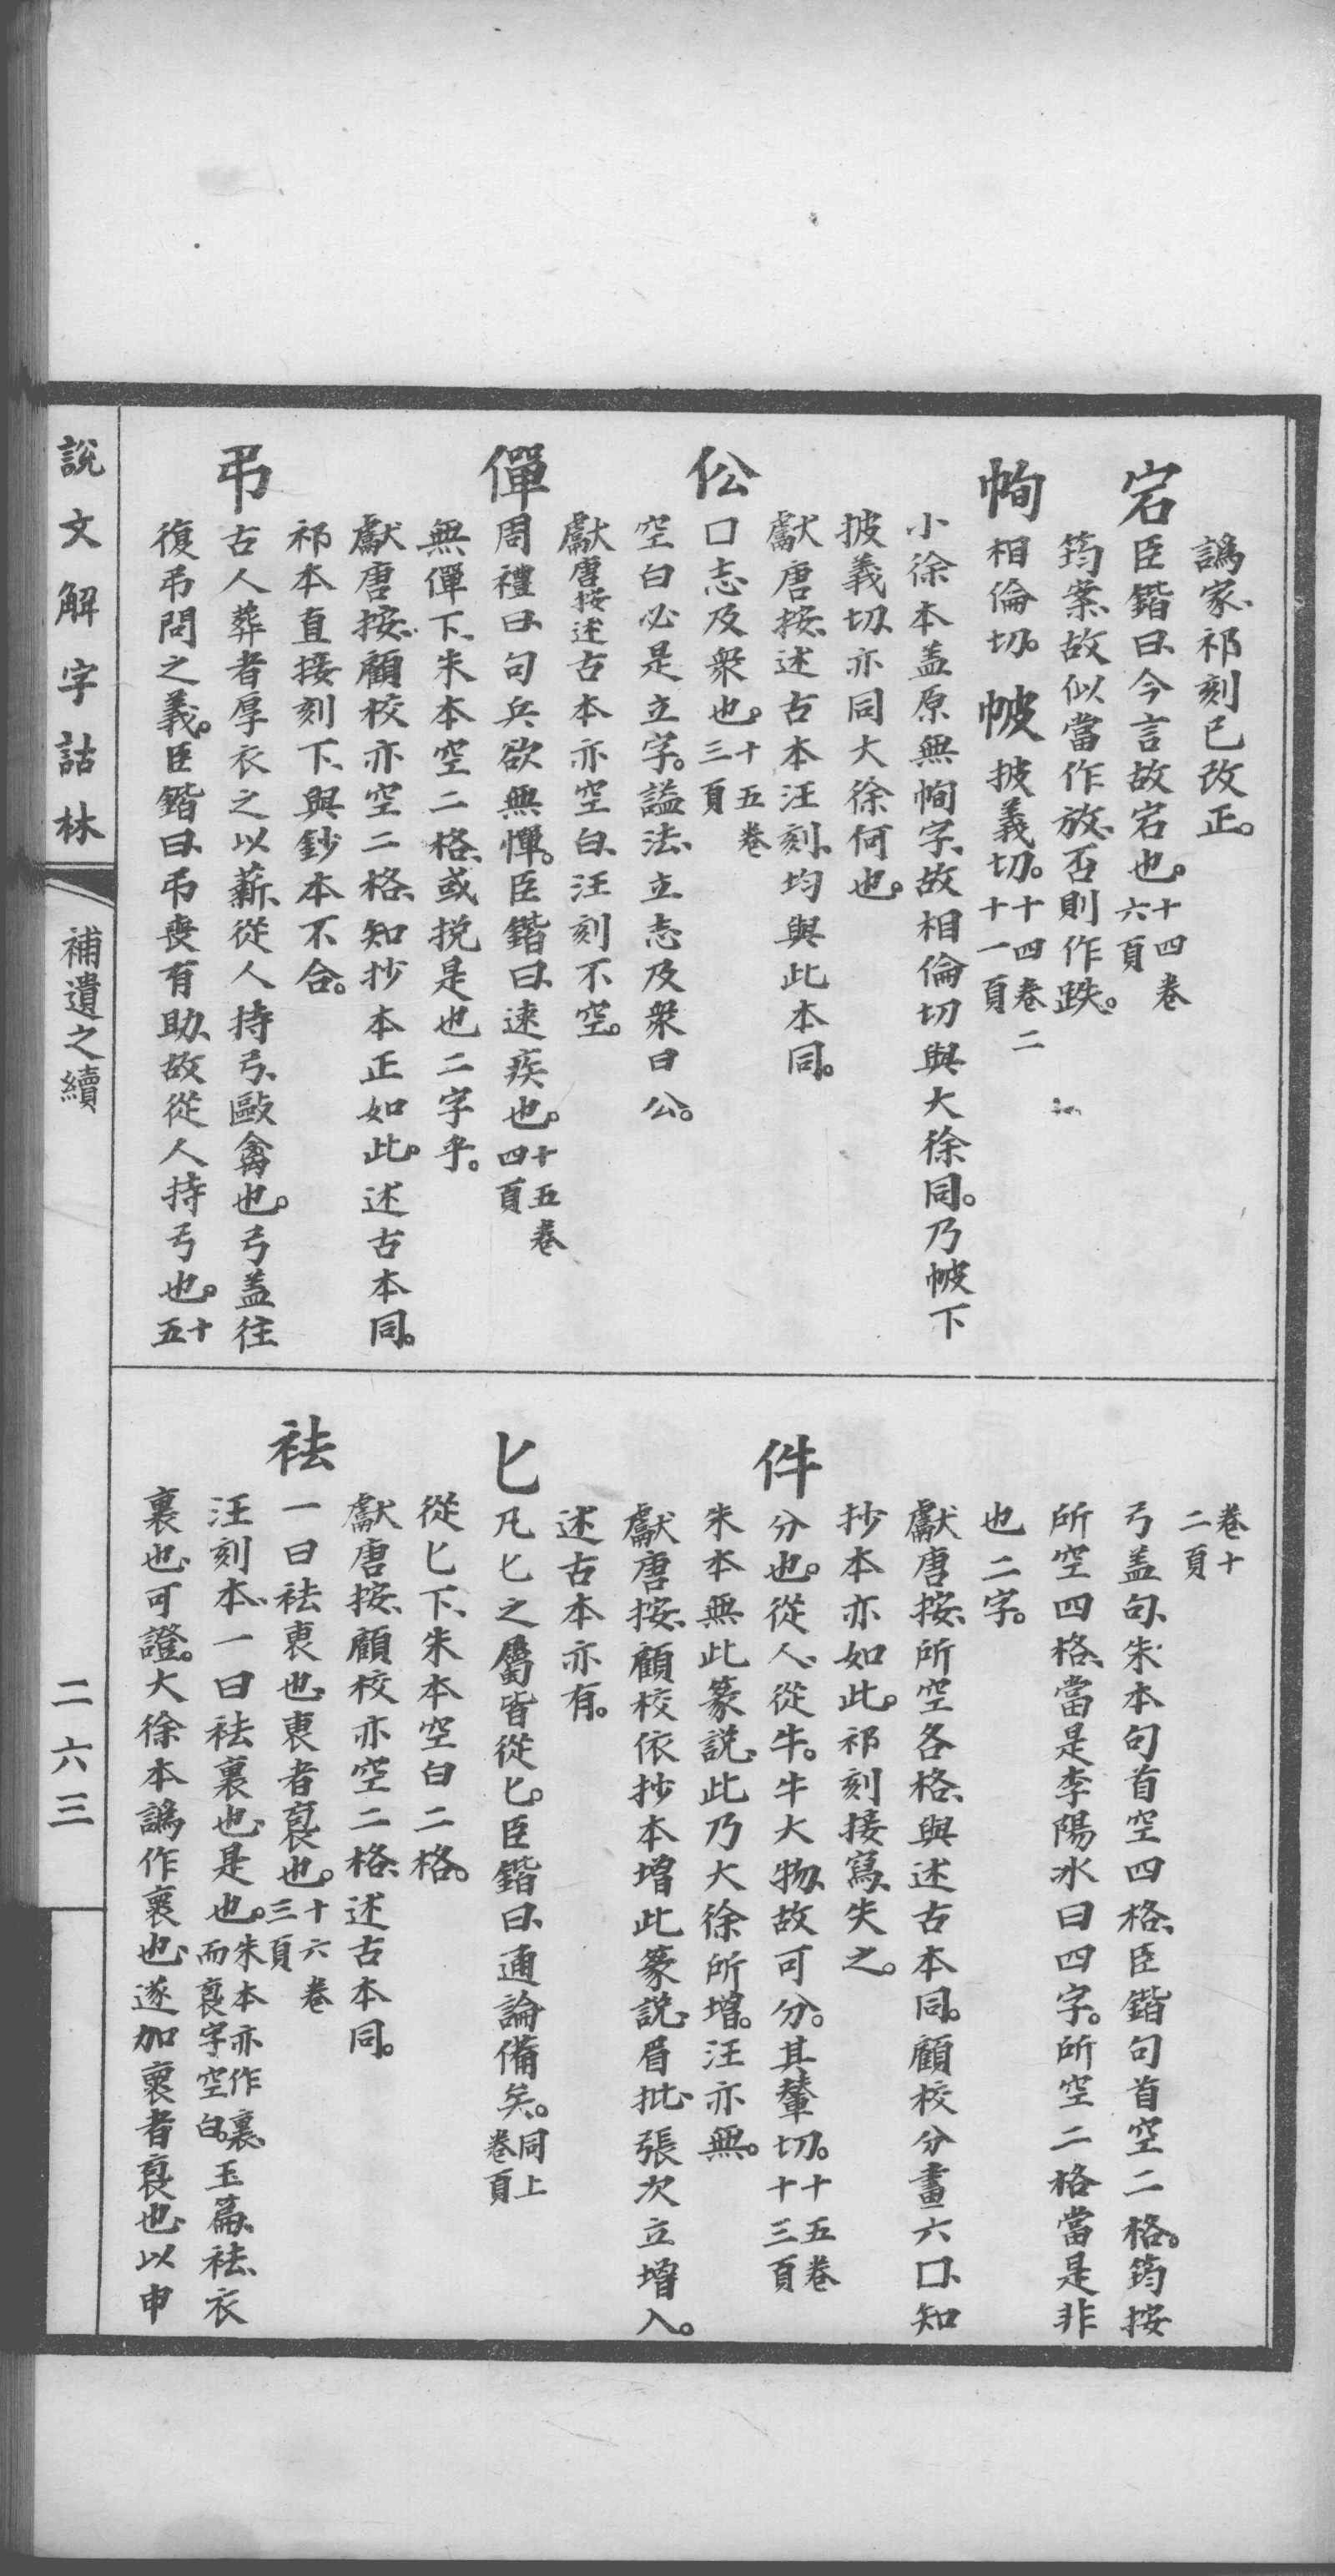 譌家、祁刻已改正。
宕 臣鍇曰、今言故宕也。十四卷六頁
筠案、故似當作放、否則作跌。
㡒 相倫切。帔 披義切。十四卷二十一頁
小徐本蓋原無㡒字、故相倫切與大徐同。乃帔下
披義切、亦同大徐何也。
獻唐按、述古本汪刻、均與此本同。
伀 口志及衆也。十五卷三頁
空白必是立字。謚法、立志及衆曰公。
獻唐按述古本亦空白、汪刻不空。
僤 周禮曰、句兵欲無憚。臣鍇曰、速疾也。十五卷四頁
無僤下、朱本空二格、或挩是也二字乎。
獻唐按、顧校亦空二格、知抄本正如此。述古本同。
祁本直接刻下、與鈔本不合。
弔 古人葬者厚衣之以薪、從人持弓、敺禽也。弓蓋往
復弔問之義。臣鍇曰、弔喪有助、故從人持弓也。十五
卷十二頁
弓蓋句、朱本句首空四格、臣鍇句首空二格。筠按
所空四格、當是李陽冰曰四字。所空二格當是非
也二字。
獻唐按、所空各格、與述古本同。顧校分畫六口、知
抄本亦如此。祁刻接寫、失之。
件 分也。從人、從牛。牛大物、故可分。其輦切。十五卷十三頁
朱本無此篆說、此乃大徐所增。汪亦無。
獻唐按、顧校依抄本增此篆說、眉批、張次立增入。
述古本亦有。
匕 凡匕之屬皆從匕。臣鍇曰、通論備矣。同上卷頁
從匕下、朱本空白二格。
獻唐按、顧校亦空二格、述古本同。
袪 一曰袪裹也、裹者裛也。十六卷三頁
汪刻本、一曰袪裏也、是也。朱本亦作裏、而裛字空白。玉篇、袪、衣
裏也、可證。大徐本譌作褱也、遂加褱者裛也、以申
說文解字詁林
補遺之續
二六三